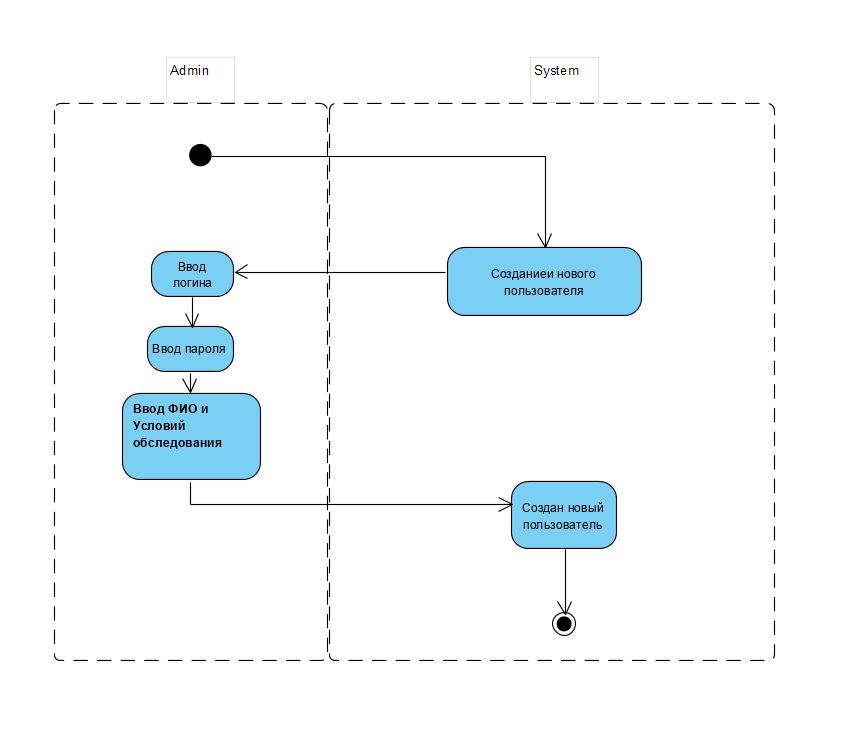 Admin
System
Ввод
логина
Созданиеи нового
пользователя
Ввод пароля
Ввод ФИО и
Условий
обследования
Создан новый
пользователь